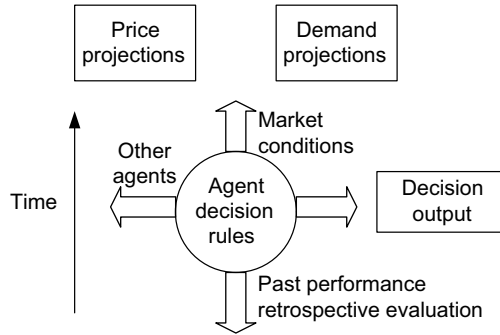 Price
projections
Demand
projections
Market
conditions
Other
agents
Time
Agent
decision
rules
Decision
output
Past performance
retrospective evaluation